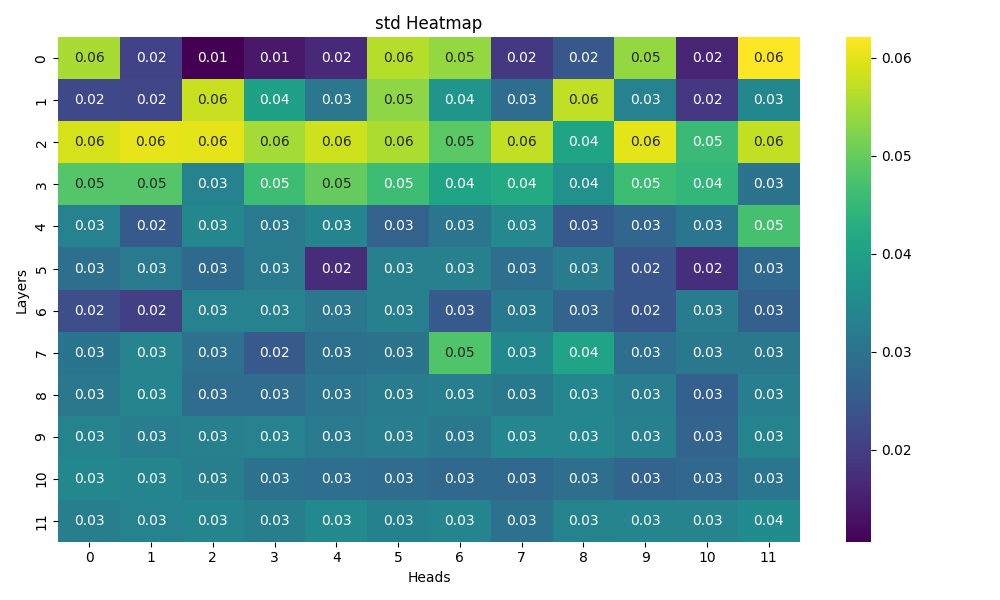 std Heatmap
0 0.06 0.02 0.01 0.01 0.02 0.06 0.05 0.02 0.02 0.05 0.02 0.06
1 0.02 0.02 0.06 0.04 0.03 0.05 0.04 0.03 0.06 0.03 0.02 0.03
2 0.06 0.06 0.06 0.06 0.06 0.06 0.05 0.06 0.04 0.06 0.05 0.06
3 0.05 0.05 0.03 0.05 0.05 0.05 0.04 0.04 0.04 0.05 0.04 0.03
4 0.03 0.02 0.03 0.03 0.03 0.03 0.03 0.03 0.03 0.03 0.03 0.05
5 0.03 0.03 0.03 0.03 0.02 0.03 0.03 0.03 0.03 0.02 0.02 0.03
6 0.02 0.02 0.03 0.03 0.03 0.03 0.03 0.03 0.03 0.02 0.03 0.03
7 0.03 0.03 0.03 0.02 0.03 0.03 0.05 0.03 0.04 0.03 0.03 0.03
8 0.03 0.03 0.03 0.03 0.03 0.03 0.03 0.03 0.03 0.03 0.03 0.03
9 0.03 0.03 0.03 0.03 0.03 0.03 0.03 0.03 0.03 0.03 0.03 0.03
10 0.03 0.03 0.03 0.03 0.03 0.03 0.03 0.03 0.03 0.03 0.03 0.03
11 0.03 0.03 0.03 0.03 0.03 0.03 0.03 0.03 0.03 0.03 0.03 0.04
0 1 2 3 4 5 6 7 8 9 10 11
Heads
Layers
0.06
0.05
0.04
0.03
0.02